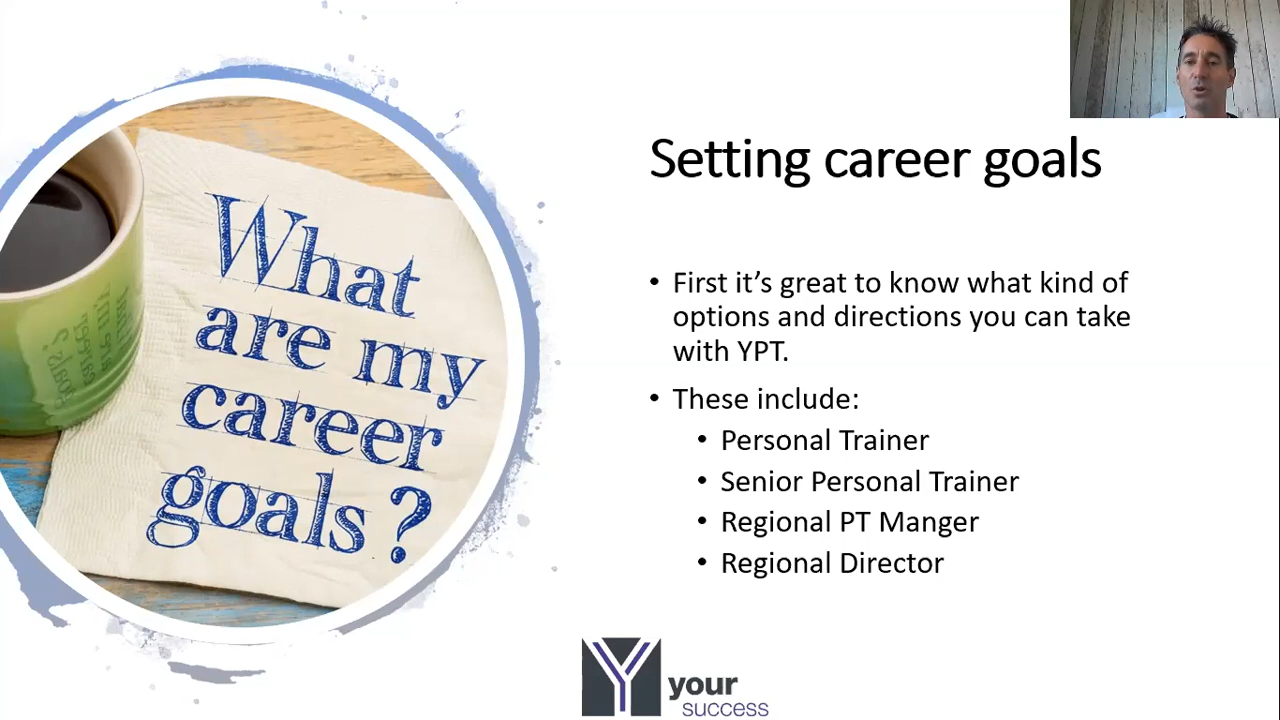 What
are my
career
goals?
Setting career goals
• First it's great to know what kind of
options and directions you can take
with YPT.
• These include:
• Personal Trainer
• Senior Personal Trainer
• Regional PT Manger
• Regional Director
Y your
success